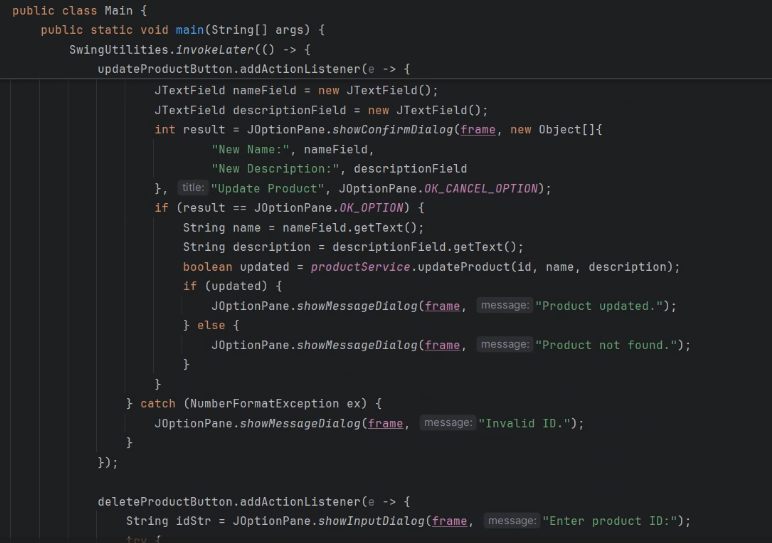 public class Main {
public static void main(String[] args) {
SwingUtilities.invokeLater(() -> {
updateProductButton.addActionListener(e -> {
JTextField nameField = new JTextField();
JTextField descriptionField = new JTextField();
int result = JOptionPane.showConfirmDialog(frame, new Object[]{
"New Name:", nameField,
"New Description:", descriptionField
}, title: "Update Product", JOptionPane.OK_CANCEL_OPTION);
if (result == JOptionPane.OK_OPTION) {
String name = nameField.getText();
String description = descriptionField.getText();
boolean updated = productService.updateProduct(id, name, description);
if (updated) {
JOptionPane.showMessageDialog(frame, message: "Product updated.");
} else {
JOptionPane.showMessageDialog(frame, message: "Product not found.");
}
}
} catch (NumberFormatException ex) {
JOptionPane.showMessageDialog(frame, message: "Invalid ID.");
}
});
deleteProductButton.addActionListener(e -> {
String idStr = JOptionPane.showInputDialog(frame, message: "Enter product ID:");
try {